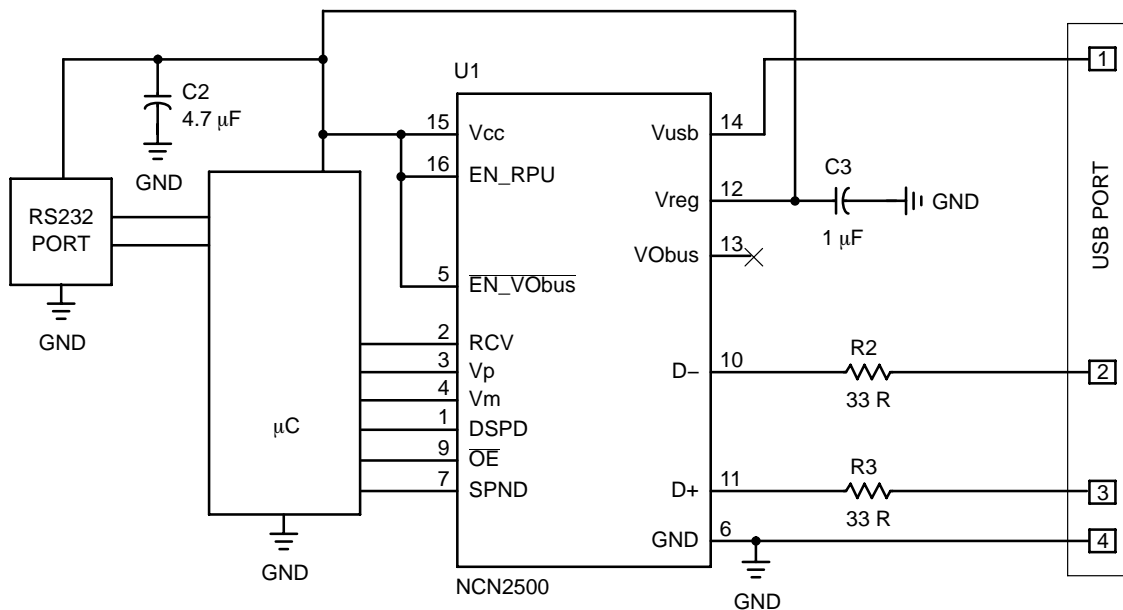 U1
C2
4.7 μF
GND
15
Vcc
Vusb
14
1
16
EN_RPU
C3
RS232
PORT
Vreg
12
GND
1 μF
VObus
13
USB PORT
5
EN_VObus
GND
2
RCV
R2
3
Vp
D−
10
2
4
Vm
33 R
μC
1
DSPD
9
OE
R3
7
SPND
D+
11
3
33 R
GND
6
4
GND
NCN2500
GND